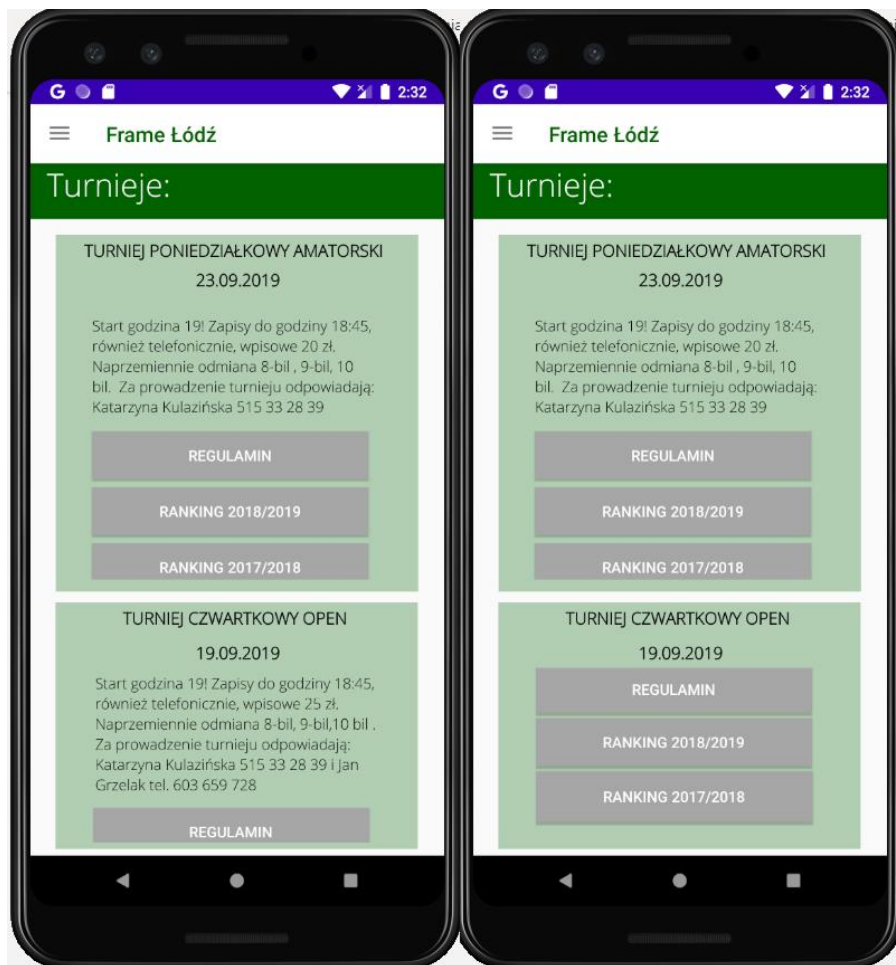 G 2:32
Frame Łódź
Turnieje:
TURNIEJ PONIEDZIAŁKOWY AMATORSKI
23.09.2019
Start godzina 19! Zapisy do godziny 18:45,
również telefonicznie, wpisowe 20 zł.
Naprzemiennie odmiana 8-bil , 9-bil, 10
bil. Za prowadzenie turnieju odpowiadają:
Katarzyna Kulazińska 515 33 28 39
REGULAMIN
RANKING 2018/2019
RANKING 2017/2018
TURNIEJ CZWARTKOWY OPEN
19.09.2019
Start godzina 19! Zapisy do godziny 18:45,
również telefonicznie, wpisowe 25 zł.
Naprzemiennie odmiana 8-bil, 9-bil,10 bil .
Za prowadzenie turnieju odpowiadają:
Katarzyna Kulazińska 515 33 28 39 i Jan
Grzelak tel. 603 659 728
REGULAMIN
G 2:32
Frame Łódź
Turnieje:
TURNIEJ PONIEDZIAŁKOWY AMATORSKI
23.09.2019
Start godzina 19! Zapisy do godziny 18:45,
również telefonicznie, wpisowe 20 zł.
Naprzemiennie odmiana 8-bil , 9-bil, 10
bil. Za prowadzenie turnieju odpowiadają:
Katarzyna Kulazińska 515 33 28 39
REGULAMIN
RANKING 2018/2019
RANKING 2017/2018
TURNIEJ CZWARTKOWY OPEN
19.09.2019
REGULAMIN
RANKING 2018/2019
RANKING 2017/2018